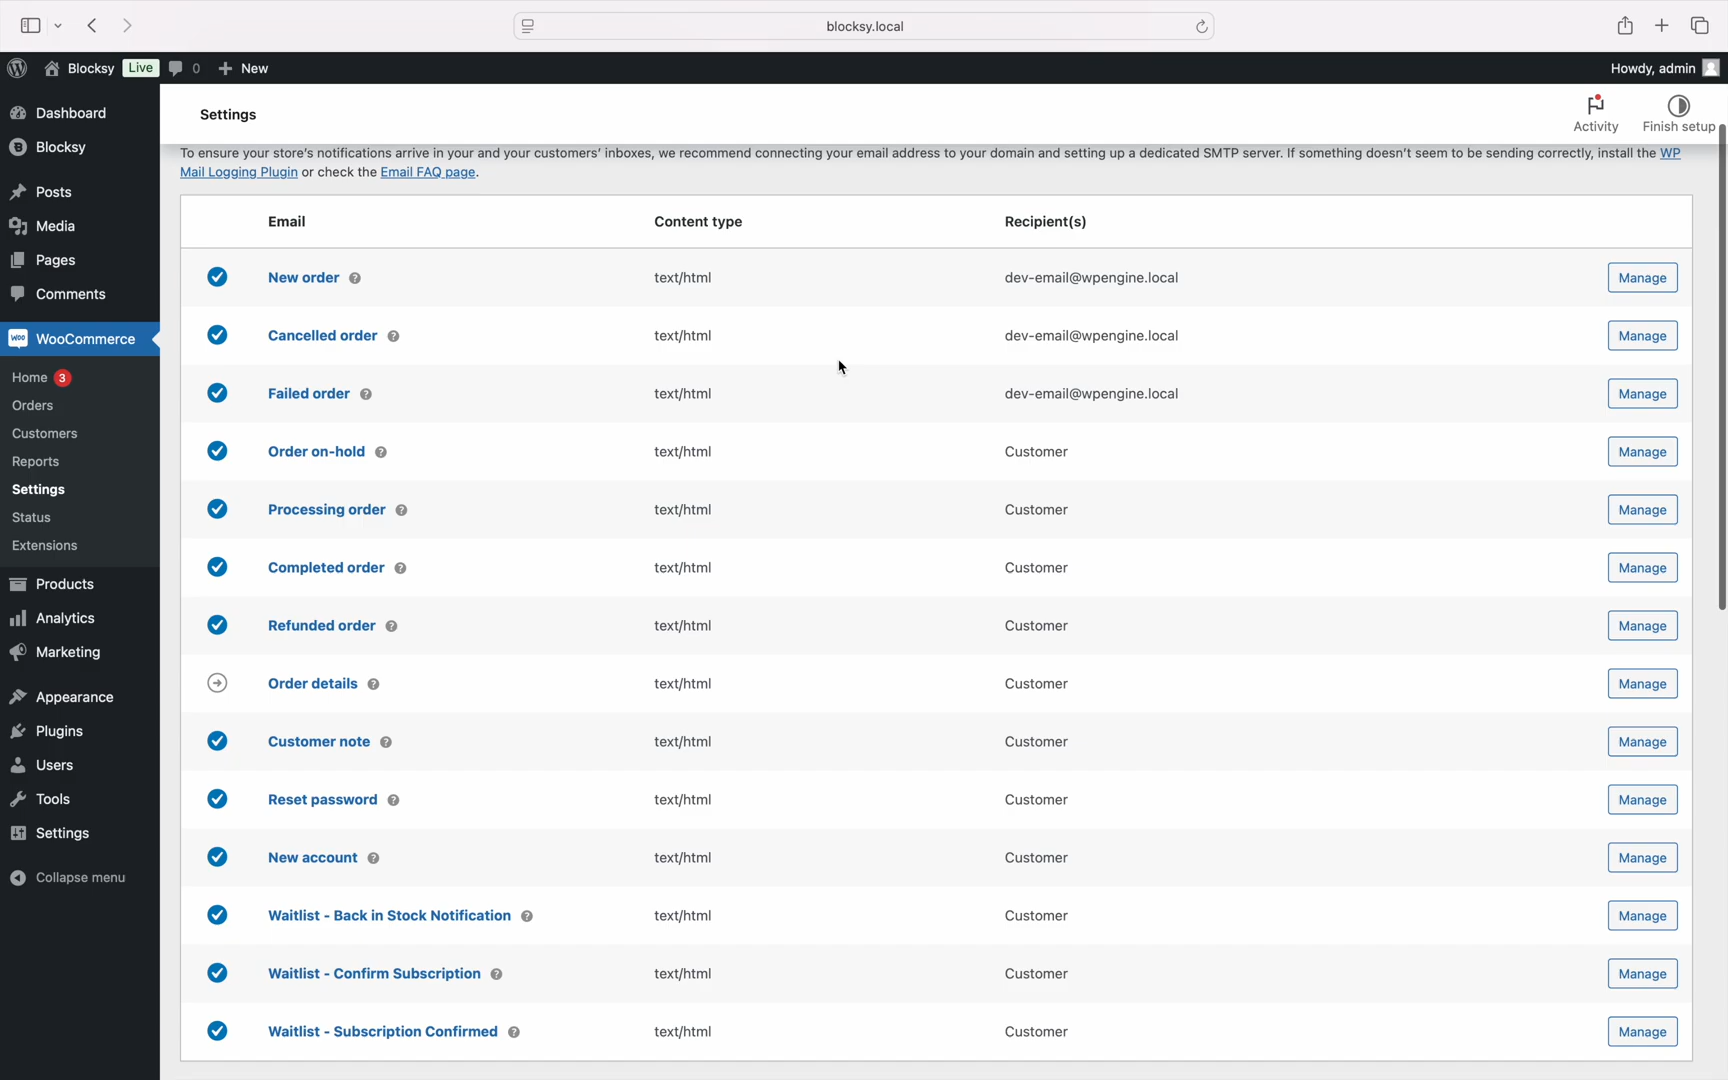 blocksy.local
Blocksy Live 0 New Howdy, admin
Dashboard
Blocksy
Posts
Media
Pages
Comments
WooCommerce
Home 3
Orders
Customers
Reports
Settings
Status
Extensions
Products
Analytics
Marketing
Appearance
Plugins
Users
Tools
Settings
Collapse menu
Settings
Activity
Finish setup
To ensure your store's notifications arrive in your and your customers' inboxes, we recommend connecting your email address to your domain and setting up a dedicated SMTP server. If something doesn't seem to be sending correctly, install the WP
Mail Logging Plugin or check the Email FAQ page.
Email Content type Recipient(s)
New order text/html dev-email@wpengine.local Manage
Cancelled order text/html dev-email@wpengine.local Manage
Failed order text/html dev-email@wpengine.local Manage
Order on-hold text/html Customer Manage
Processing order text/html Customer Manage
Completed order text/html Customer Manage
Refunded order text/html Customer Manage
Order details text/html Customer Manage
Customer note text/html Customer Manage
Reset password text/html Customer Manage
New account text/html Customer Manage
Waitlist - Back in Stock Notification text/html Customer Manage
Waitlist - Confirm Subscription text/html Customer Manage
Waitlist - Subscription Confirmed text/html Customer Manage